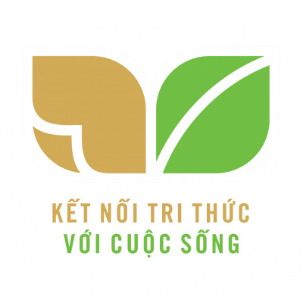 KẾT NỐI TRI THỨC
VỚI CUỘC SỐNG